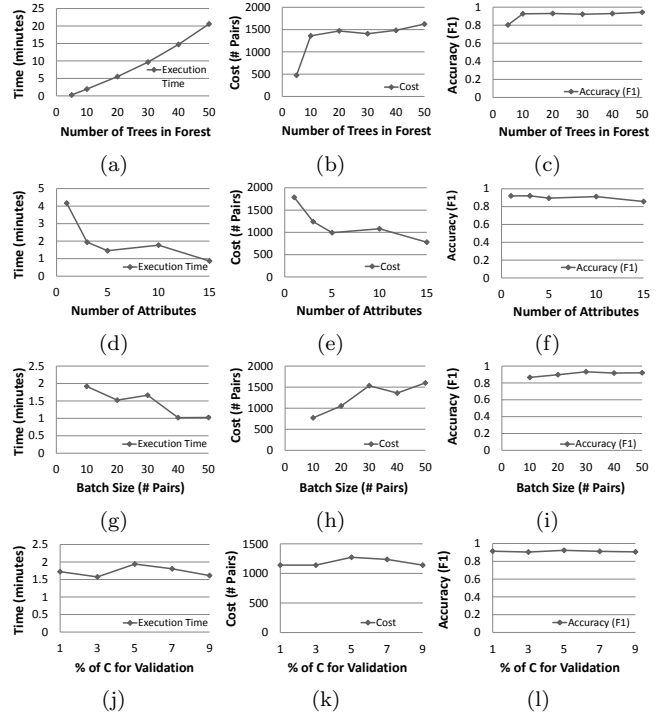 Time (minutes)
25
20
15
10
5
0
0 10 20 30 40 50
Execution Time
Number of Trees in Forest
(a)
Cost (# Pairs)
2000
1500
1000
500
0
0 10 20 30 40 50
Cost
Number of Trees in Forest
(b)
Accuracy (F1)
1
0.8
0.6
0.4
0.2
0
0 10 20 30 40 50
Accuracy (F1)
Number of Trees in Forest
(c)
Time (minutes)
5
4
3
2
1
0
0 5 10 15
Execution Time
Number of Attributes
(d)
Cost (# Pairs)
2000
1500
1000
500
0
0 5 10 15
Cost
Number of Attributes
(e)
Accuracy (F1)
1
0.8
0.6
0.4
0.2
0
0 5 10 15
Accuracy (F1)
Number of Attributes
(f)
Time (minutes)
2.5
2
1.5
1
0.5
0
0 10 20 30 40 50
Execution Time
Batch Size (# Pairs)
(g)
Cost (# Pairs)
2000
1500
1000
500
0
0 10 20 30 40 50
Cost
Batch Size (# Pairs)
(h)
Accuracy (F1)
1
0.8
0.6
0.4
0.2
0
0 10 20 30 40 50
Accuracy (F1)
Batch Size (# Pairs)
(i)
Time (minutes)
2.5
2
1.5
1
0.5
0
1 3 5 7 9
Execution Time
% of C for Validation
(j)
Cost (# Pairs)
1500
1000
500
0
1 3 5 7 9
Cost
% of C for Validation
(k)
Accuracy (F1)
1
0.8
0.6
0.4
0.2
0
1 3 5 7 9
Accuracy (F1)
% of C for Validation
(l)